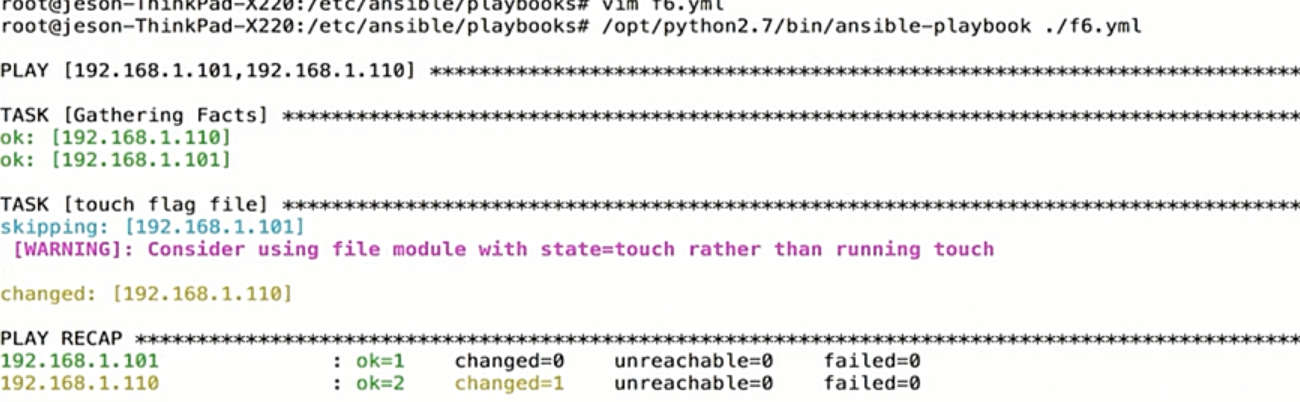 root@jeson-ThinkPad-X220:/etc/ansible/playbooks# vim f6.yml
root@jeson-ThinkPad-X220:/etc/ansible/playbooks# /opt/python2.7/bin/ansible-playbook ./f6.yml
PLAY [192.168.1.101,192.168.1.110] ***********************************************************************
TASK [Gathering Facts] ***********************************************************************************
ok: [192.168.1.110]
ok: [192.168.1.101]
TASK [touch flag file] ***********************************************************************************
skipping: [192.168.1.101]
[WARNING]: Consider using file module with state=touch rather than running touch
changed: [192.168.1.110]
PLAY RECAP ***********************************************************************************************
192.168.1.101 : ok=1 changed=0 unreachable=0 failed=0
192.168.1.110 : ok=2 changed=1 unreachable=0 failed=0